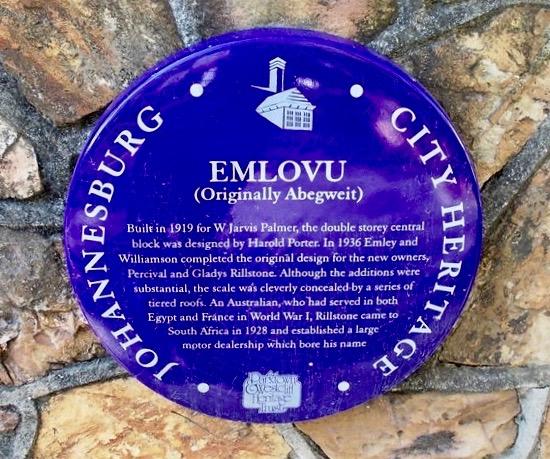 JOHANNESBURG
CITY HERITAGE
EMLOVU
(Originally Abegweit)
Built in 1919 for W Jarvis Palmer, the double storey central
block was designed by Harold Porter. In 1936 Emley and
Williamson completed the original design for the new owners,
Percival and Gladys Rillstone. Although the additions were
substantial, the scale was cleverly concealed by a series of
tiered roofs. An Australian, who had served in both
Egypt and France in World War I, Rillstone came to
South Africa in 1928 and established a large
motor dealership which bore his name
Parktown
& Westcliff
Heritage
Trust